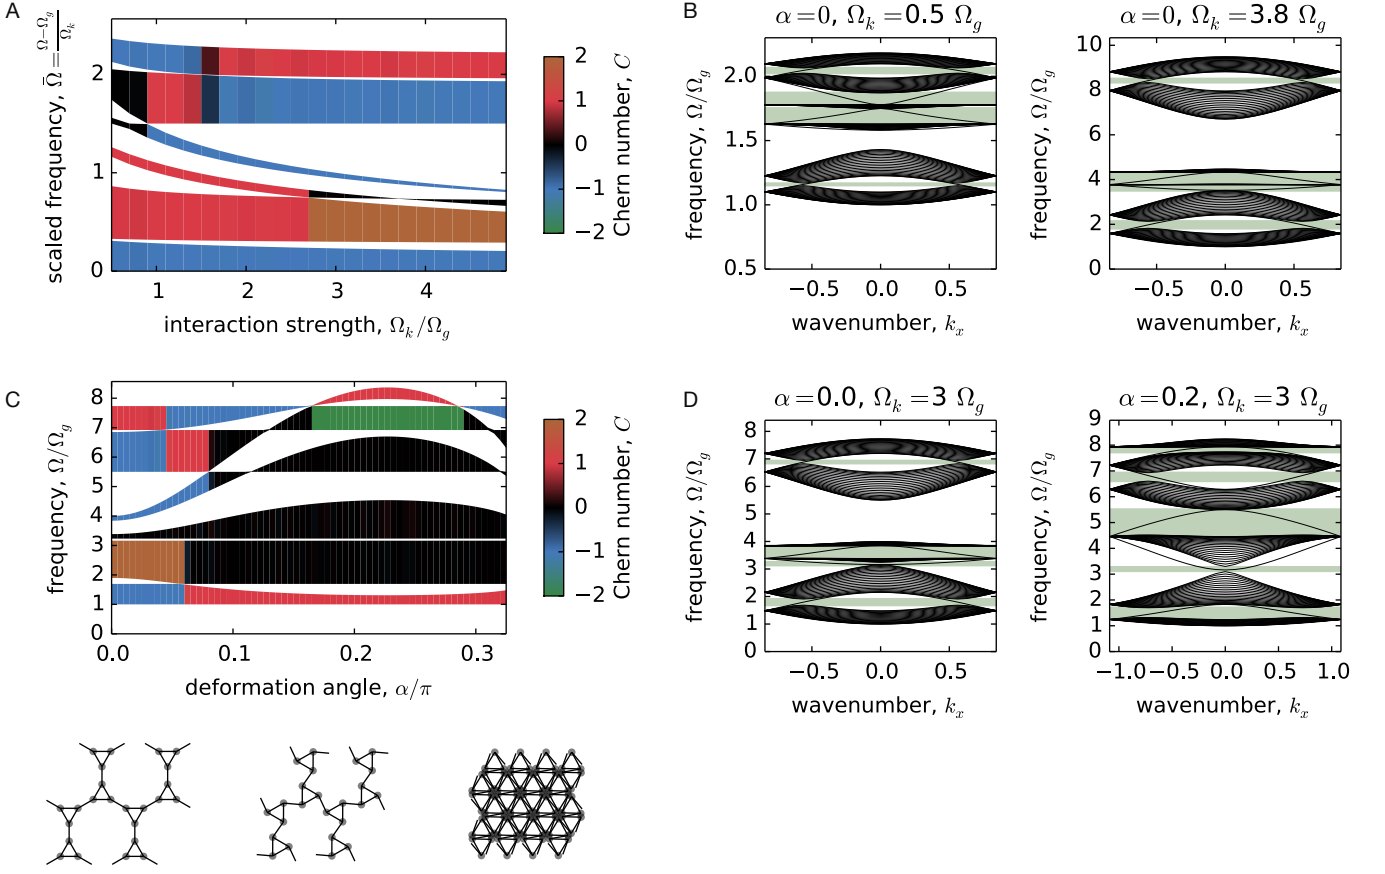 A
scaled frequency, Ω̄ = (Ω−Ω_g)/Ω_k
2
1
0
1 2 3 4
interaction strength, Ω_k/Ω_g
2
1
0
−1
−2
Chern number, C
B
α=0, Ω_k=0.5 Ω_g
frequency, Ω/Ω_g
2.0
1.5
1.0
0.5
−0.5 0.0 0.5
wavenumber, k_x
α=0, Ω_k=3.8 Ω_g
frequency, Ω/Ω_g
10
8
6
4
2
0
−0.5 0.0 0.5
wavenumber, k_x
C
frequency, Ω/Ω_g
8
7
6
5
4
3
2
1
0
0.0 0.1 0.2 0.3
deformation angle, α/π
2
1
0
−1
−2
Chern number, C
D
α=0.0, Ω_k=3 Ω_g
frequency, Ω/Ω_g
8
7
6
5
4
3
2
1
0
−0.5 0.0 0.5
wavenumber, k_x
α=0.2, Ω_k=3 Ω_g
frequency, Ω/Ω_g
9
8
7
6
5
4
3
2
1
0
−1.0 −0.5 0.0 0.5 1.0
wavenumber, k_x